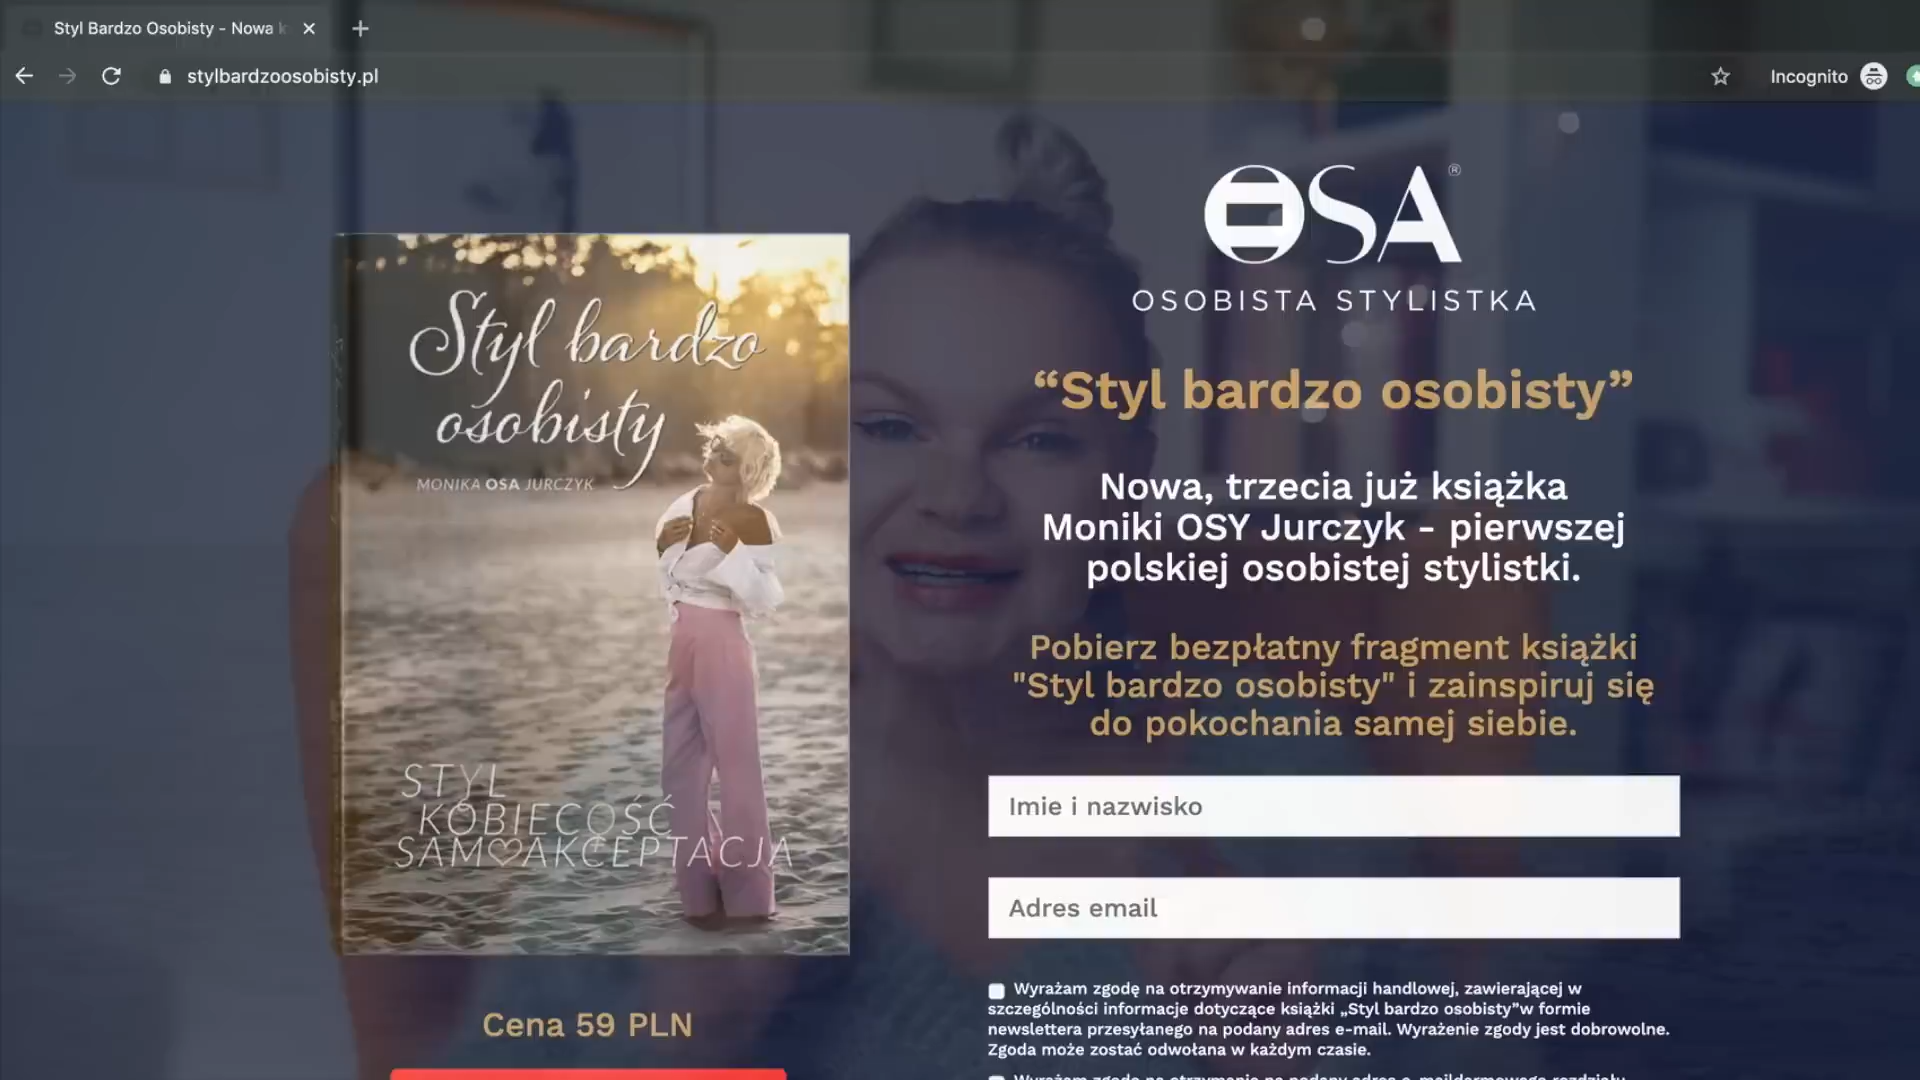 Styl Bardzo Osobisty - Nowa k
stylbardzoosobisty.pl
Incognito
Styl bardzo
osobisty
MONIKA OSA JURCZYK
STYL
KOBIECOŚĆ
SAMOAKCEPTACJA
Cena 59 PLN
OSA®
OSOBISTA STYLISTKA
“Styl bardzo osobisty”
Nowa, trzecia już książka
Moniki OSY Jurczyk - pierwszej
polskiej osobistej stylistki.
Pobierz bezpłatny fragment książki
"Styl bardzo osobisty" i zainspiruj się
do pokochania samej siebie.
Imie i nazwisko
Adres email
Wyrażam zgodę na otrzymywanie informacji handlowej, zawierającej w
szczególności informacje dotyczące książki „Styl bardzo osobisty”w formie
newslettera przesyłanego na podany adres e-mail. Wyrażenie zgody jest dobrowolne.
Zgoda może zostać odwołana w każdym czasie.